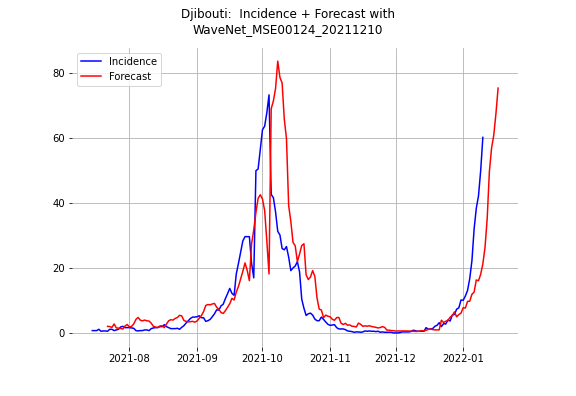 Djibouti:  Incidence + Forecast with
WaveNet_MSE00124_20211210
Incidence
Forecast
80
60
40
20
0
2021-08
2021-09
2021-10
2021-11
2021-12
2022-01